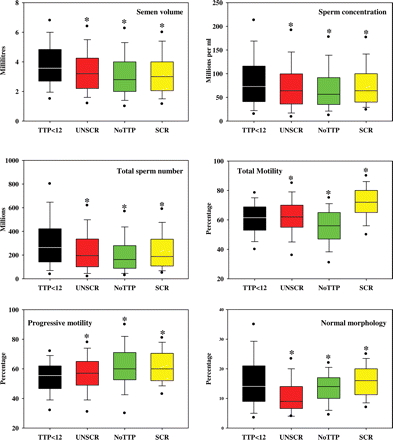 Semen volume
Millilitres
8
6
4
2
0
*
*
*
TTP<12 UNSCR NoTTP SCR
Sperm concentration
Millions per ml
250
200
150
100
50
0
*
*
*
TTP<12 UNSCR NoTTP SCR
Total sperm number
Millions
1000
800
600
400
200
0
*
*
*
TTP<12 UNSCR NoTTP SCR
Total Motility
Percentage
100
80
60
40
20
0
*
*
*
TTP<12 UNSCR NoTTP SCR
Progressive motility
Percentage
100
80
60
40
20
*
*
*
TTP<12 UNSCR NoTTP SCR
Normal morphology
Percentage
40
30
20
10
0
*
*
*
TTP<12 UNSCR NoTTP SCR